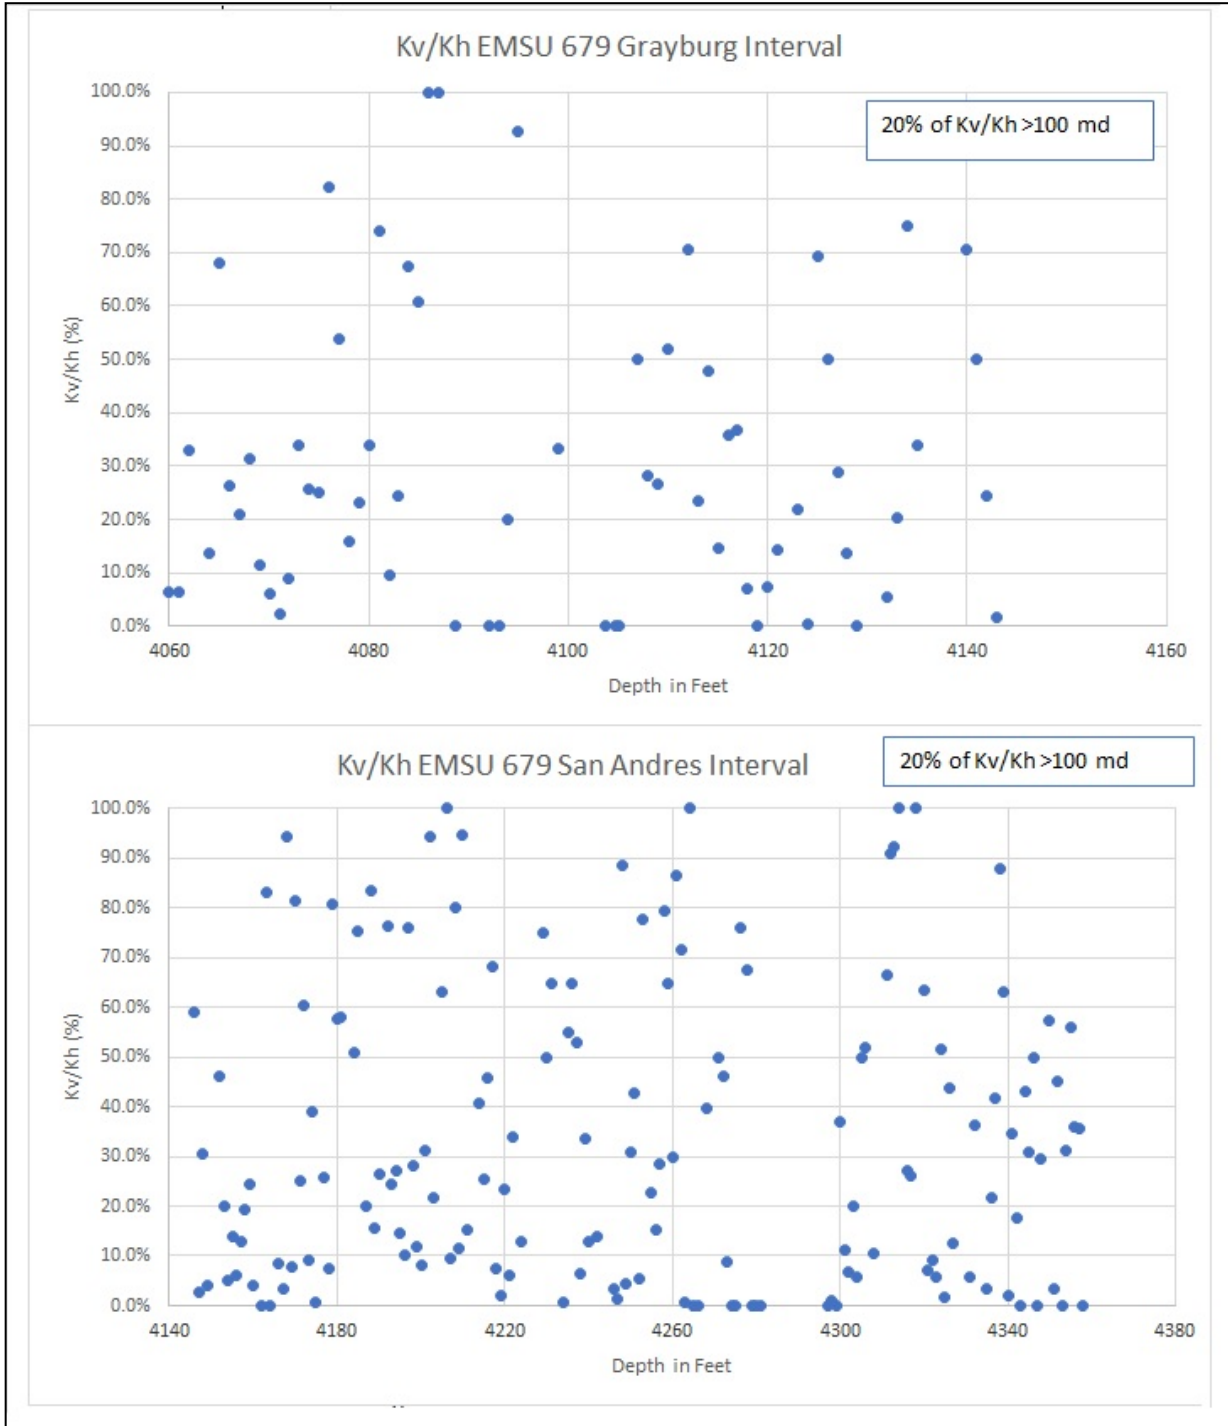 Kv/Kh EMSU 679 Grayburg Interval
20% of Kv/Kh >100 md
100.0%
90.0%
80.0%
70.0%
60.0%
50.0%
40.0%
30.0%
20.0%
10.0%
0.0%
Kv/Kh (%)
4060 4080 4100 4120 4140 4160
Depth in Feet
Kv/Kh EMSU 679 San Andres Interval
20% of Kv/Kh >100 md
100.0%
90.0%
80.0%
70.0%
60.0%
50.0%
40.0%
30.0%
20.0%
10.0%
0.0%
Kv/Kh (%)
4140 4180 4220 4260 4300 4340 4380
Depth in Feet